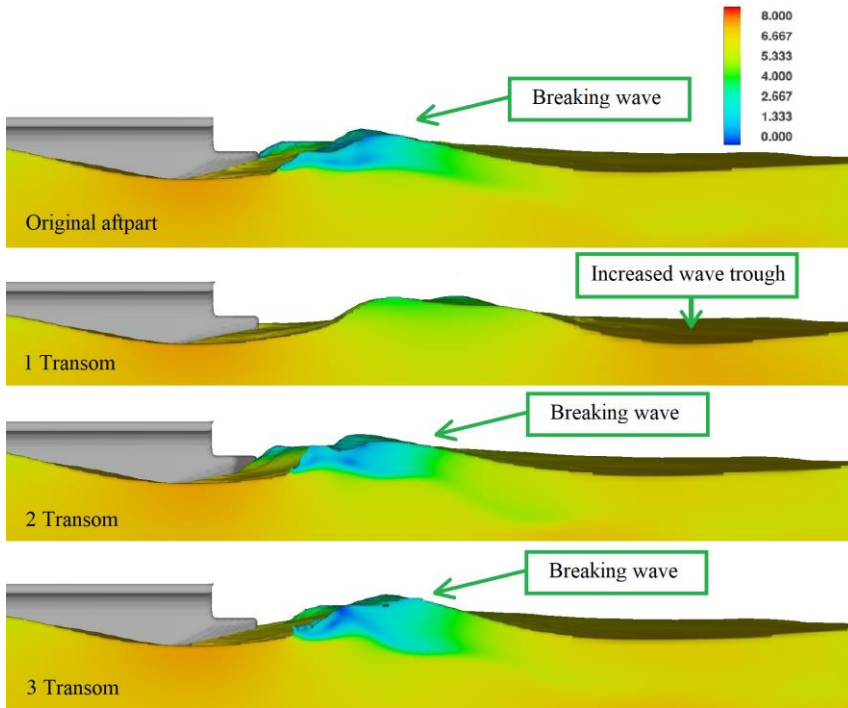 8.000
6.667
5.333
4.000
2.667
1.333
0.000
Breaking wave
Original aftpart
Increased wave trough
1 Transom
Breaking wave
2 Transom
Breaking wave
3 Transom